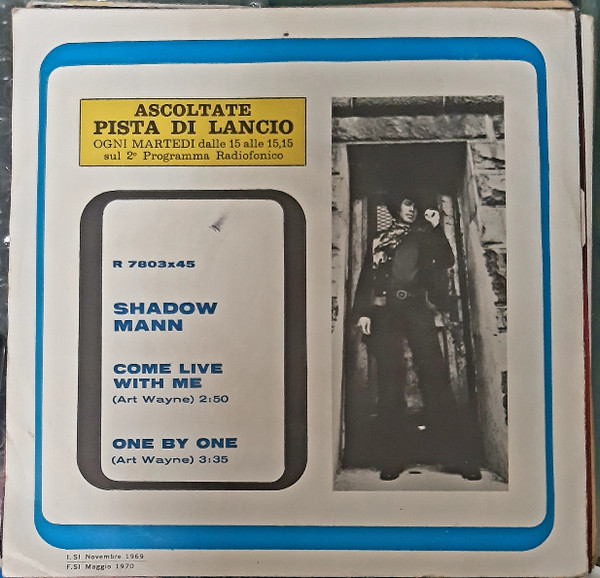 ASCOLTATE
PISTA DI LANCIO
OGNI MARTEDI dalle 15 alle 15,15
sul 2º Programma Radiofonico
R 7803x45
SHADOW
MANN
COME LIVE
WITH ME
(Art Wayne) 2:50
ONE BY ONE
(Art Wayne) 3:35
I. SI Novembre 1969
F. SI Maggio 1970